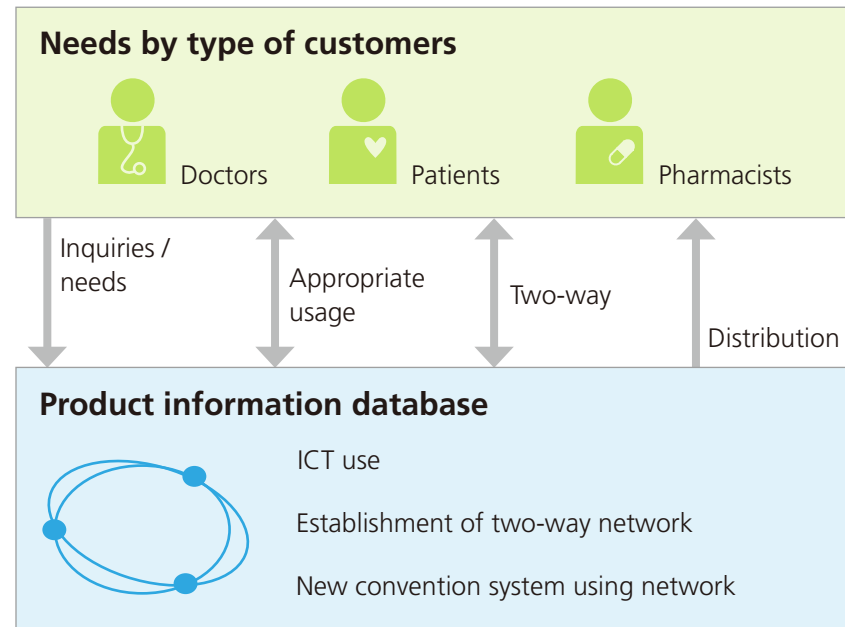 Needs by type of customers
Doctors
Patients
Pharmacists
Inquiries /
needs
Appropriate
usage
Two-way
Distribution
Product information database
ICT use
Establishment of two-way network
New convention system using network